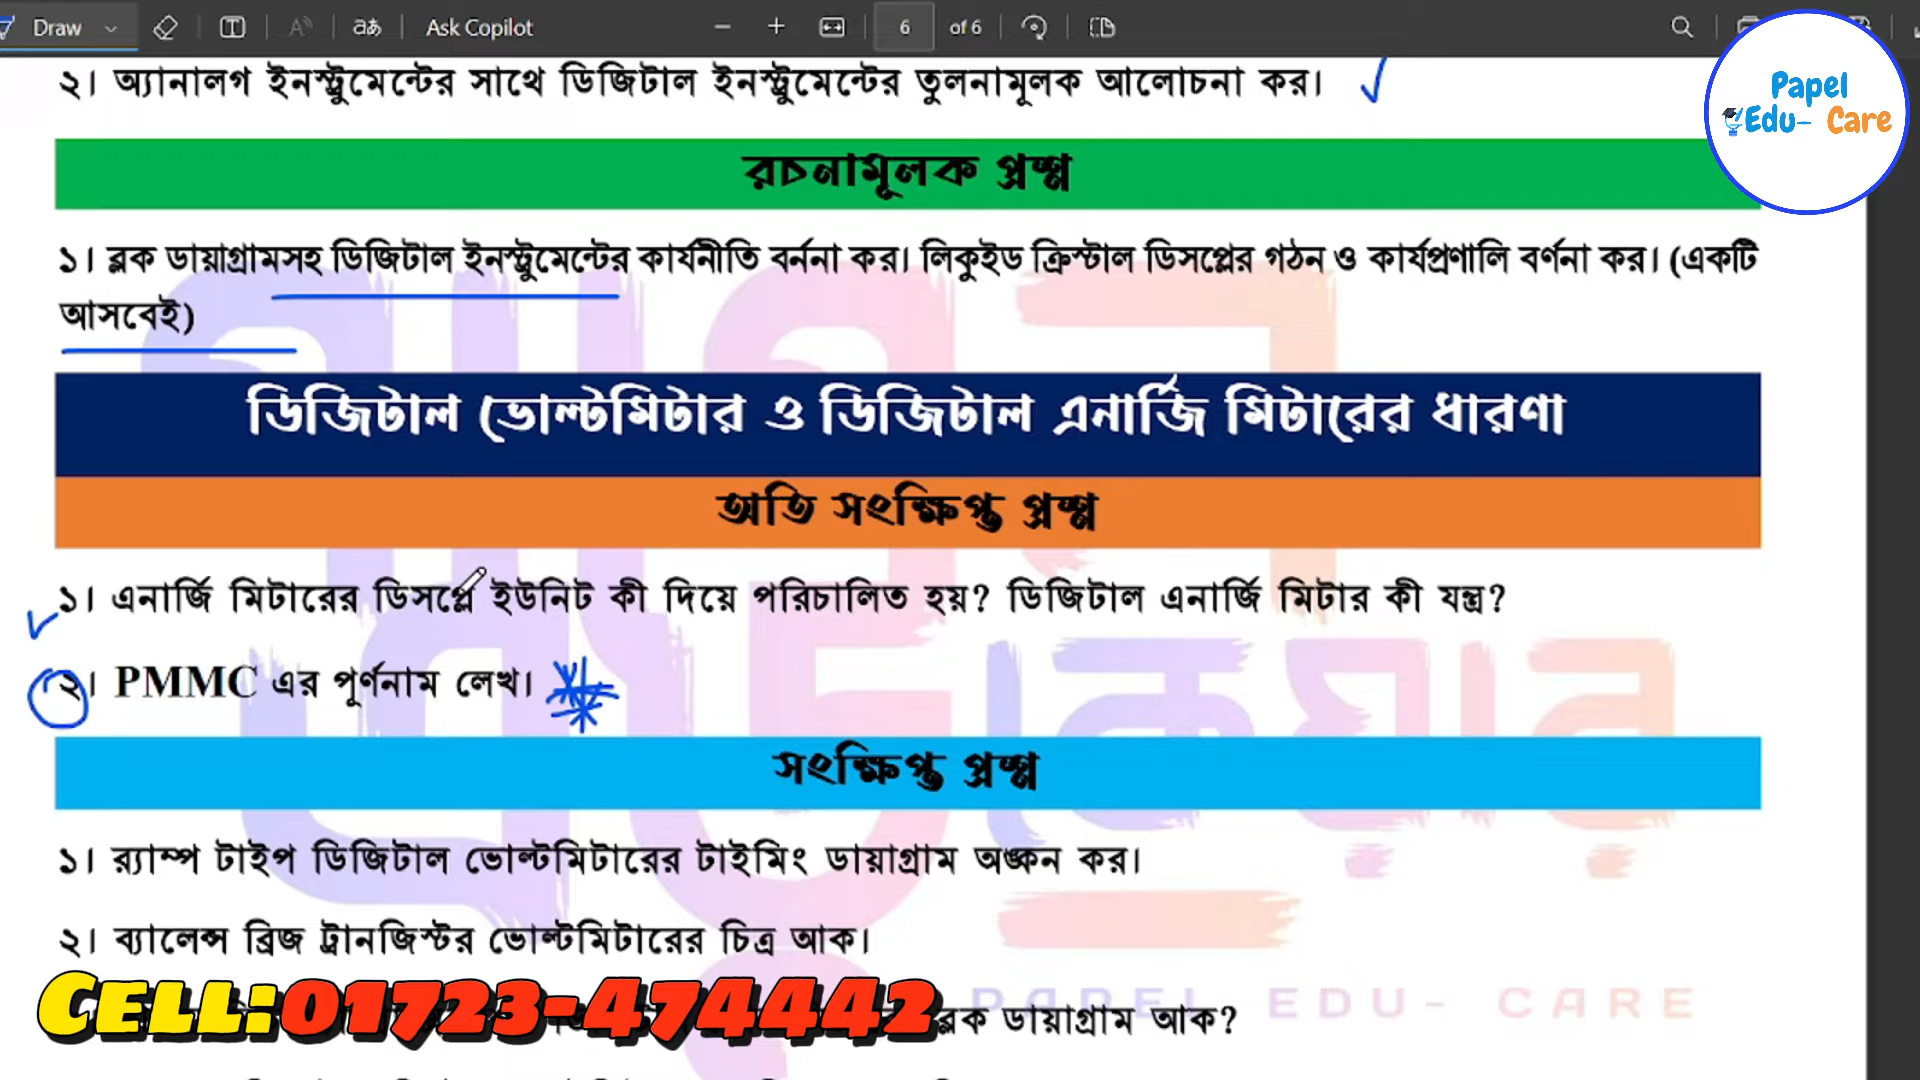 Draw
Ask Copilot
6 of 6
২। অ্যানালগ ইনস্ট্রুমেন্টের সাথে ডিজিটাল ইনস্ট্রুমেন্টের তুলনামূলক আলোচনা কর।
Papel
Edu- Care
রচনামূলক প্রশ্ন
১। ব্লক ডায়াগ্রামসহ ডিজিটাল ইনস্ট্রুমেন্টের কার্যনীতি বর্ননা কর। লিকুইড ক্রিস্টাল ডিসপ্লের গঠন ও কার্যপ্রণালি বর্ণনা কর। (একটি
আসবেই)
ডিজিটাল ভোল্টমিটার ও ডিজিটাল এনার্জি মিটারের ধারণা
অতি সংক্ষিপ্ত প্রশ্ন
১। এনার্জি মিটারের ডিসপ্লে ইউনিট কী দিয়ে পরিচালিত হয়? ডিজিটাল এনার্জি মিটার কী যন্ত্র?
২। PMMC এর পূর্ণনাম লেখ।
সংক্ষিপ্ত প্রশ্ন
১। র‍্যাম্প টাইপ ডিজিটাল ভোল্টমিটারের টাইমিং ডায়াগ্রাম অঙ্কন কর।
২। ব্যালেন্স ব্রিজ ট্রানজিস্টর ভোল্টমিটারের চিত্র আক।
ব্লক ডায়াগ্রাম আক?
CELL:01723-474442
PAPEL EDU- CARE